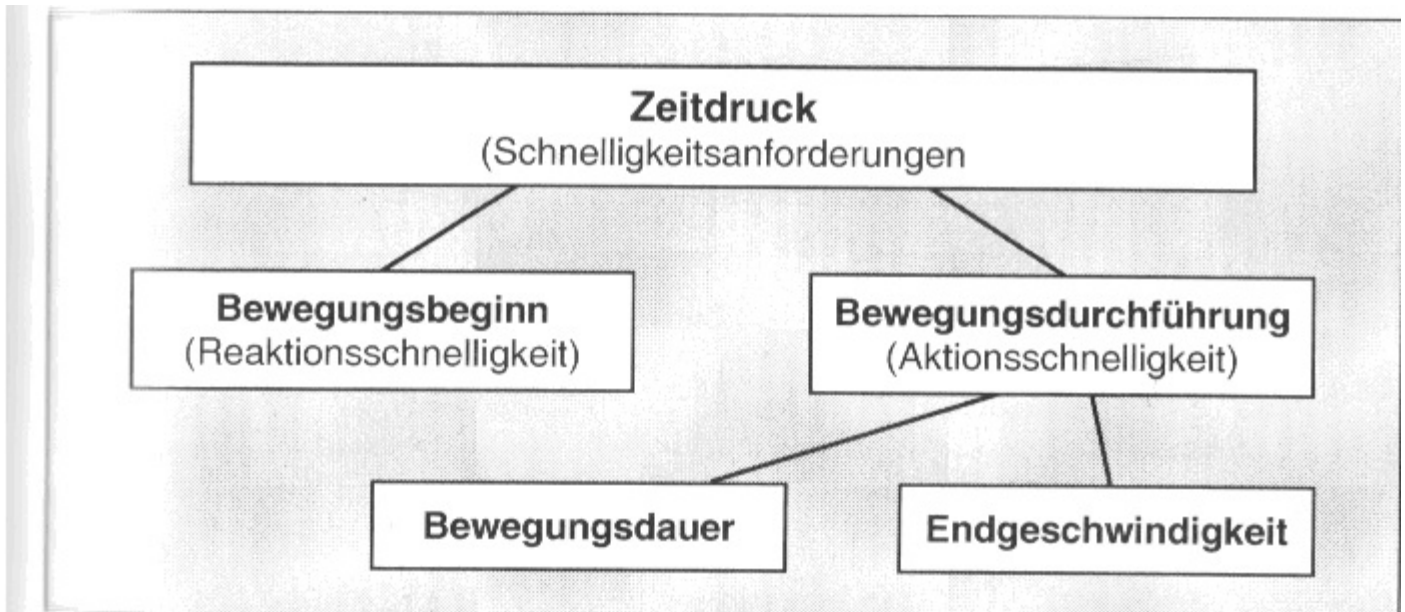 Zeitdruck
(Schnelligkeitsanforderungen
Bewegungsbeginn
(Reaktionsschnelligkeit)
Bewegungsdurchführung
(Aktionsschnelligkeit)
Bewegungsdauer
Endgeschwindigkeit